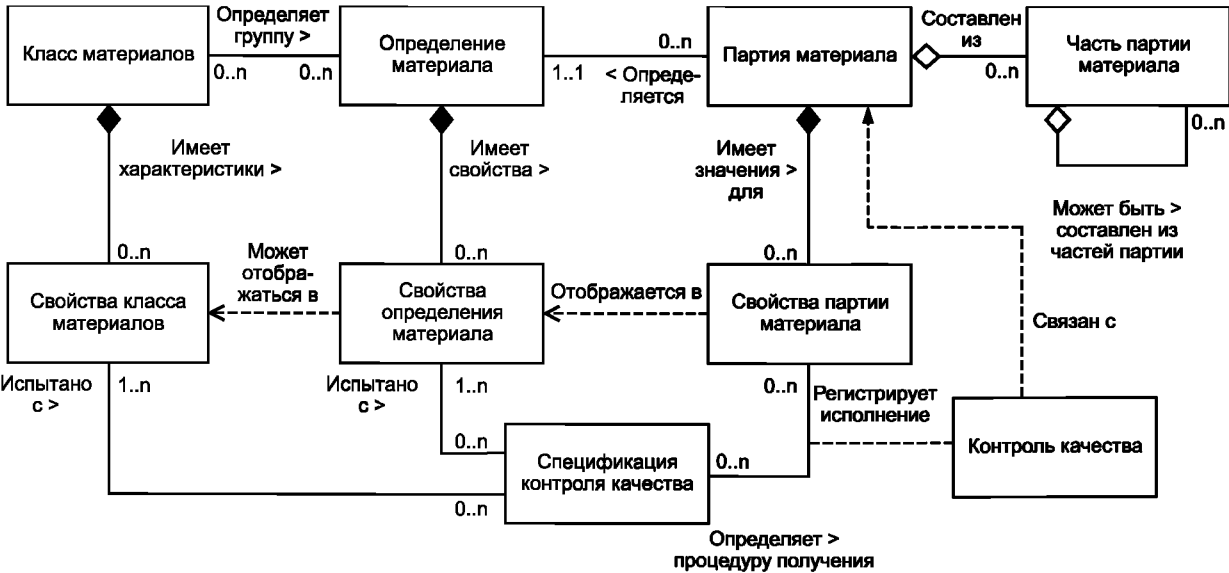 Определяет
группу >
Класс материалов
0..n
0..n
Определение
материала
1..1
0..n
< Опреде-
ляется
Партия материала
Составлен
из
0..n
Часть партии
материала
0..n
Имеет
характеристики >
Имеет
свойства >
Имеет
значения >
для
Может быть >
составлен из
частей партии
0..n
0..n
0..n
Может
отобра-
жаться в
Отображается в
Свойства класса
материалов
Свойства
определения
материала
Свойства партии
материала
Связан с
Испытано
с >
1..n
Испытано
с >
1..n
0..n
Регистрирует
исполнение
0..n
Спецификация
контроля качества
0..n
Контроль качества
0..n
Определяет >
процедуру получения